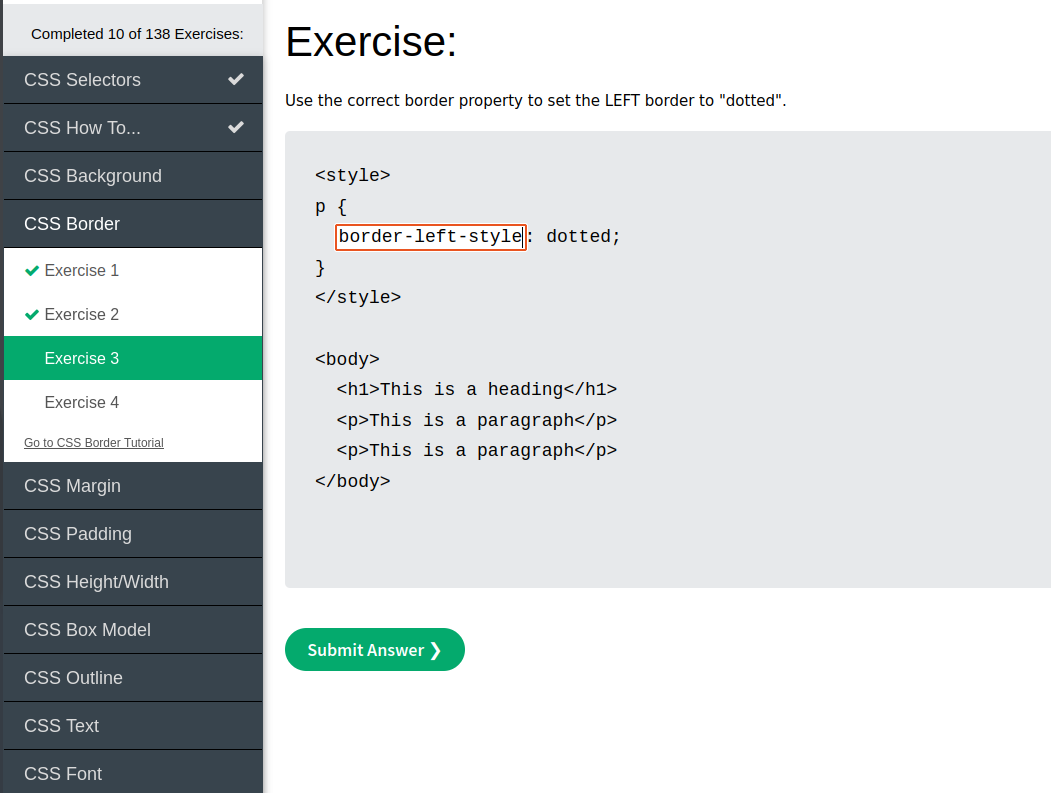 Completed 10 of 138 Exercises:
CSS Selectors
CSS How To...
CSS Background
CSS Border
Exercise 1
Exercise 2
Exercise 3
Exercise 4
Go to CSS Border Tutorial
CSS Margin
CSS Padding
CSS Height/Width
CSS Box Model
CSS Outline
CSS Text
CSS Font
Exercise:
Use the correct border property to set the LEFT border to "dotted".
<style>
p {
  border-left-style: dotted;
}
</style>

<body>
  <h1>This is a heading</h1>
  <p>This is a paragraph</p>
  <p>This is a paragraph</p>
</body>
Submit Answer ❯